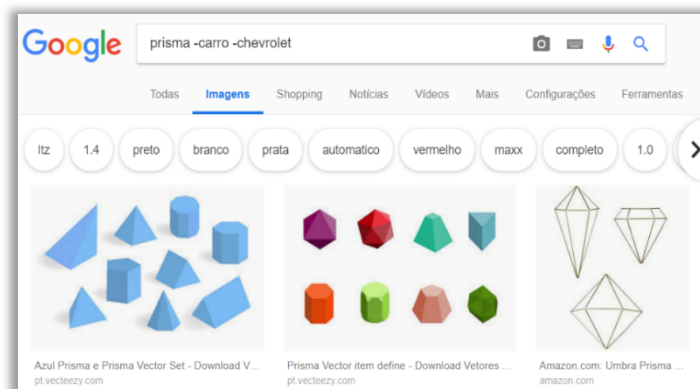 Google
prisma -carro -chevrolet
Todas Imagens Shopping Notícias Vídeos Mais Configurações Ferramentas
ltz 1.4 preto branco prata automatico vermelho maxx completo 1.0
Azul Prisma e Prisma Vector Set - Download V... Prisma Vector item define - Download Vetores ... Amazon.com: Umbra Prisma ...
pt.vecteezy.com pt.vecteezy.com amazon.com